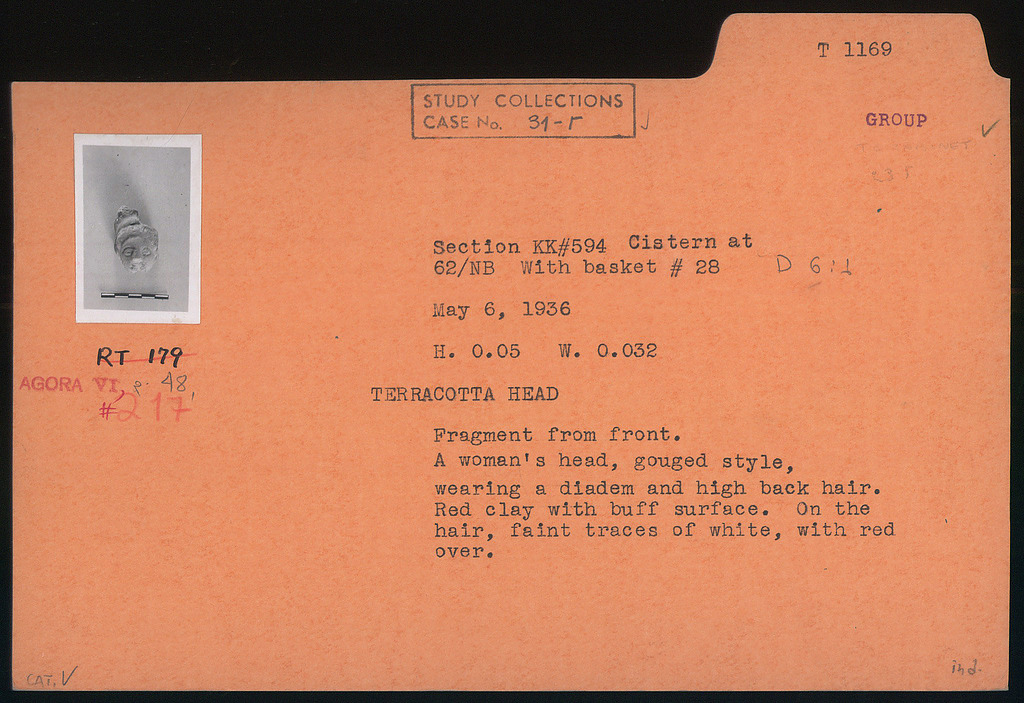 T 1169
STUDY COLLECTIONS
CASE No. 31-Γ
GROUP
23 Γ
Section KK#594 Cistern at
62/NB With basket # 28 D 6:1
May 6, 1936
H. 0.05 W. 0.032
RT 179
AGORA VI, p. 48,
#217
TERRACOTTA HEAD
Fragment from front.
A woman's head, gouged style,
wearing a diadem and high back hair.
Red clay with buff surface. On the
hair, faint traces of white, with red
over.
CAT. V
ind.